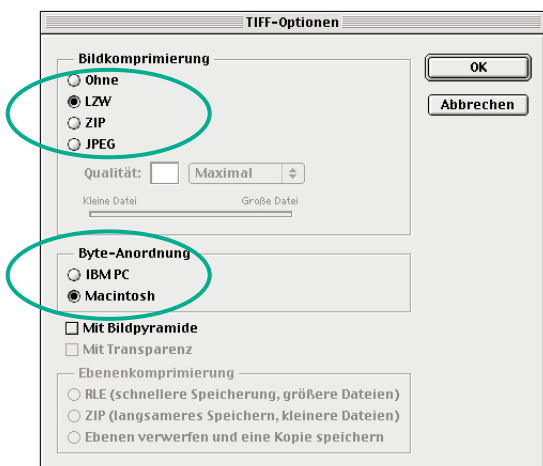 TIFF-Optionen
Bildkomprimierung
Ohne
LZW
ZIP
JPEG
Qualität: Maximal
Kleine Datei Große Datei
OK
Abbrechen
Byte-Anordnung
IBM PC
Macintosh
Mit Bildpyramide
Mit Transparenz
Ebenenkomprimierung
RLE (schnellere Speicherung, größere Dateien)
ZIP (langsameres Speichern, kleinere Dateien)
Ebenen verwerfen und eine Kopie speichern